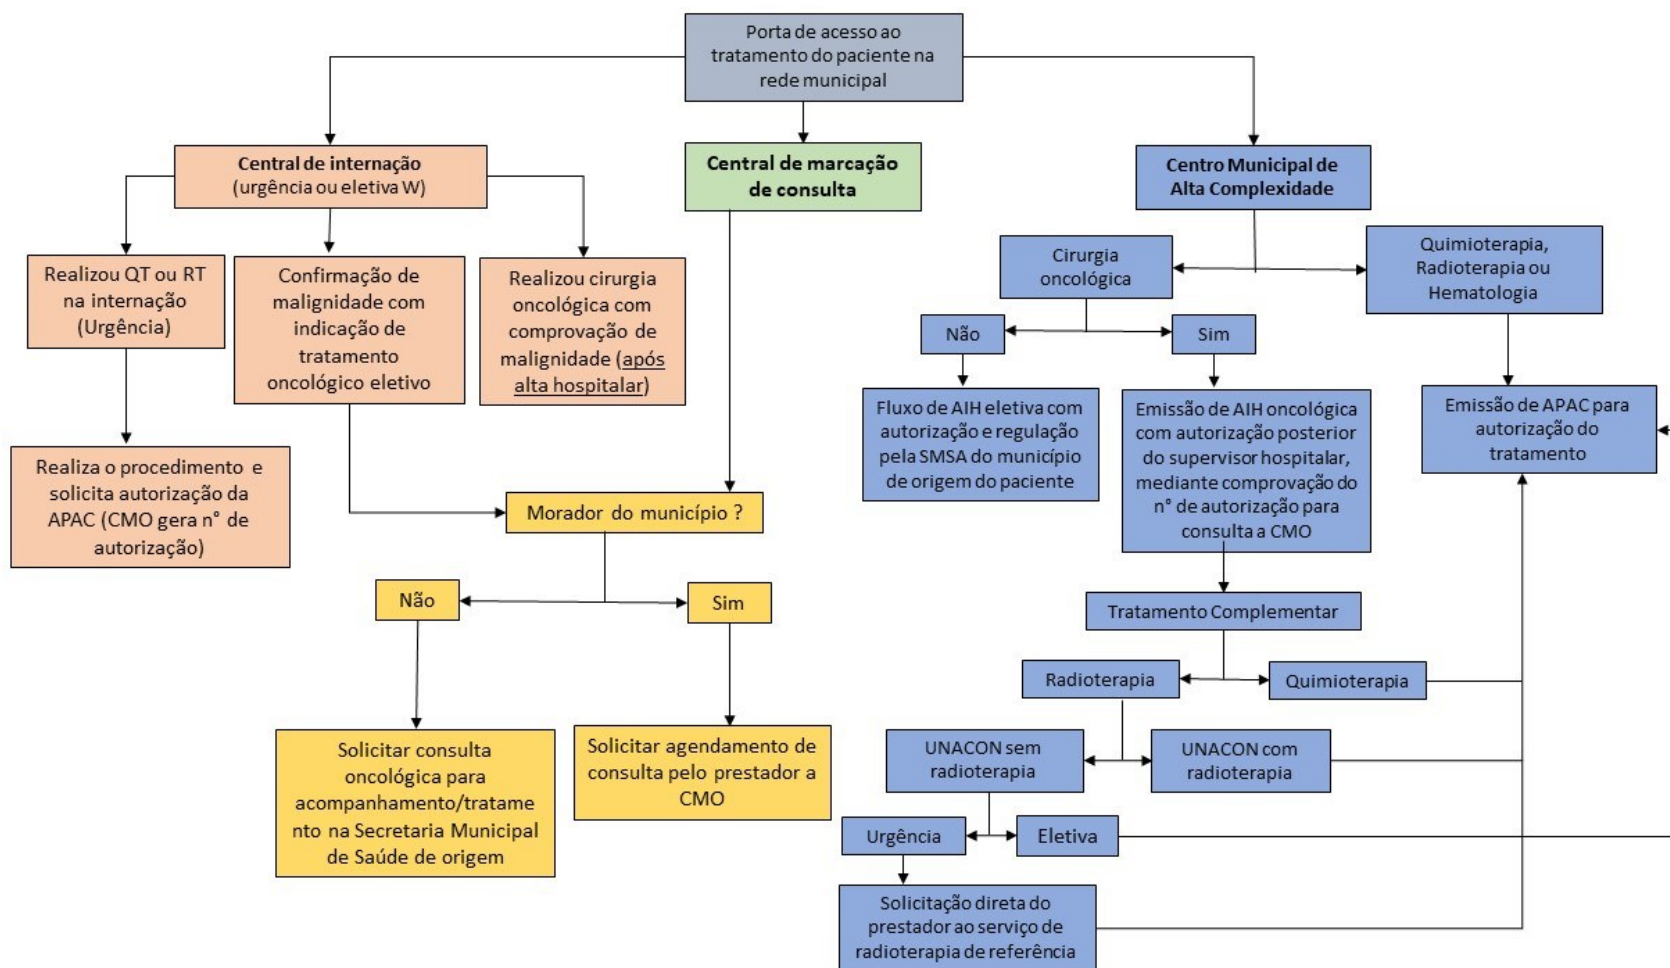 Porta de acesso ao
tratamento do paciente na
rede municipal
Central de internação
(urgência ou eletiva W)
Central de marcação
de consulta
Centro Municipal de
Alta Complexidade
Realizou QT ou RT
na internação
(Urgência)
Confirmação de
malignidade com
indicação de
tratamento
oncológico eletivo
Realizou cirurgia
oncológica com
comprovação de
malignidade (após
alta hospitalar)
Cirurgia
oncológica
Quimioterapia,
Radioterapia ou
Hematologia
Não
Sim
Realiza o procedimento e
solicita autorização da
APAC (CMO gera n° de
autorização)
Fluxo de AIH eletiva com
autorização e regulação
pela SMSA do município
de origem do paciente
Emissão de AIH oncológica
com autorização posterior
do supervisor hospitalar,
mediante comprovação do
n° de autorização para
consulta a CMO
Emissão de APAC para
autorização do
tratamento
Morador do município ?
Não
Sim
Tratamento Complementar
Radioterapia
Quimioterapia
Solicitar consulta
oncológica para
acompanhamento/tratame
nto na Secretaria Municipal
de Saúde de origem
Solicitar agendamento de
consulta pelo prestador a
CMO
UNACON sem
radioterapia
UNACON com
radioterapia
Urgência
Eletiva
Solicitação direta do
prestador ao serviço de
radioterapia de referência